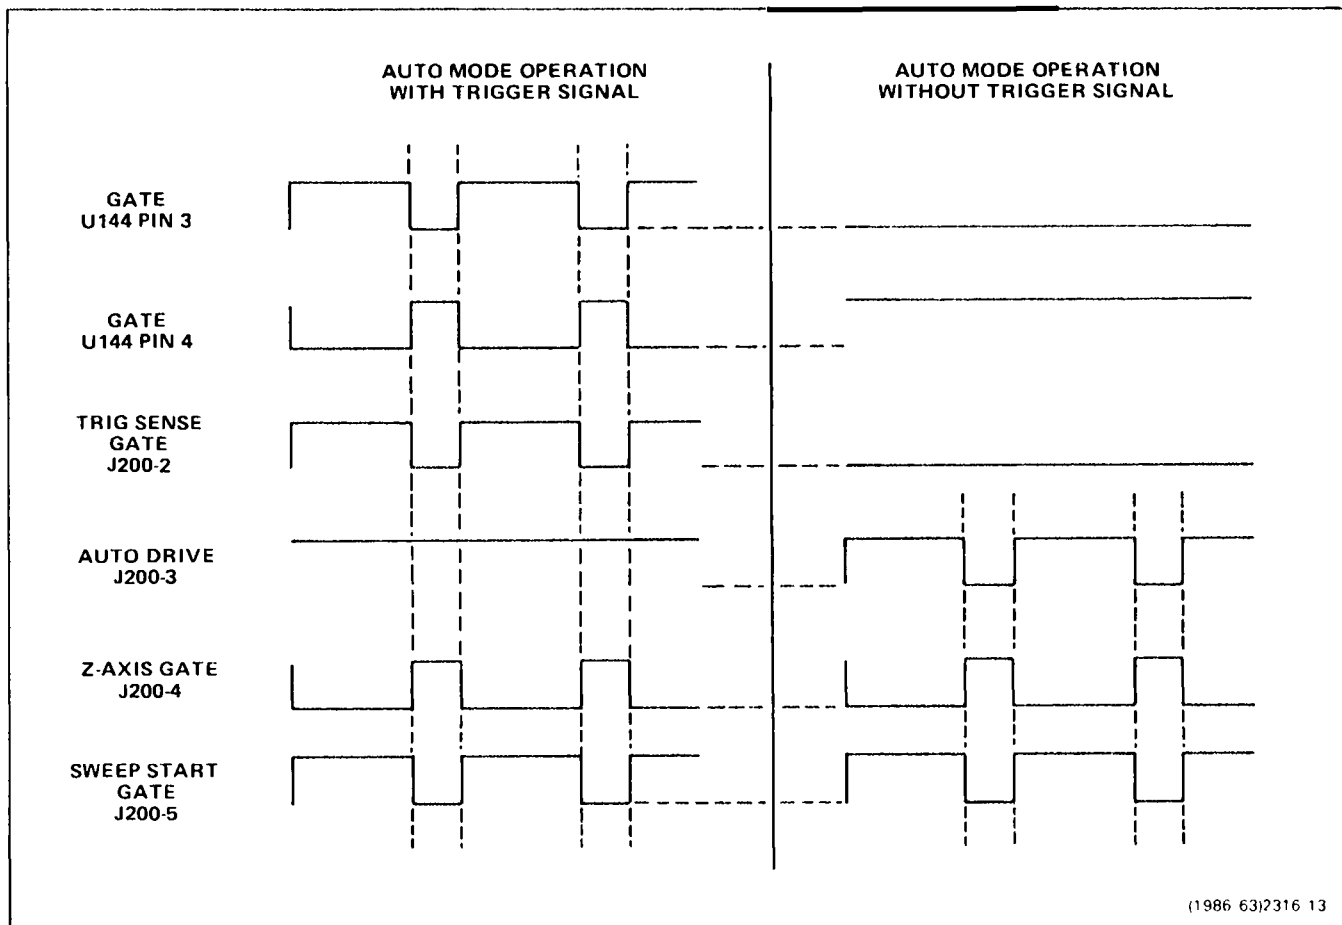 AUTO MODE OPERATION
WITH TRIGGER SIGNAL
AUTO MODE OPERATION
WITHOUT TRIGGER SIGNAL
GATE
U144 PIN 3
GATE
U144 PIN 4
TRIG SENSE
GATE
J200-2
AUTO DRIVE
J200-3
Z-AXIS GATE
J200-4
SWEEP START
GATE
J200-5
(1986 63)2316 13